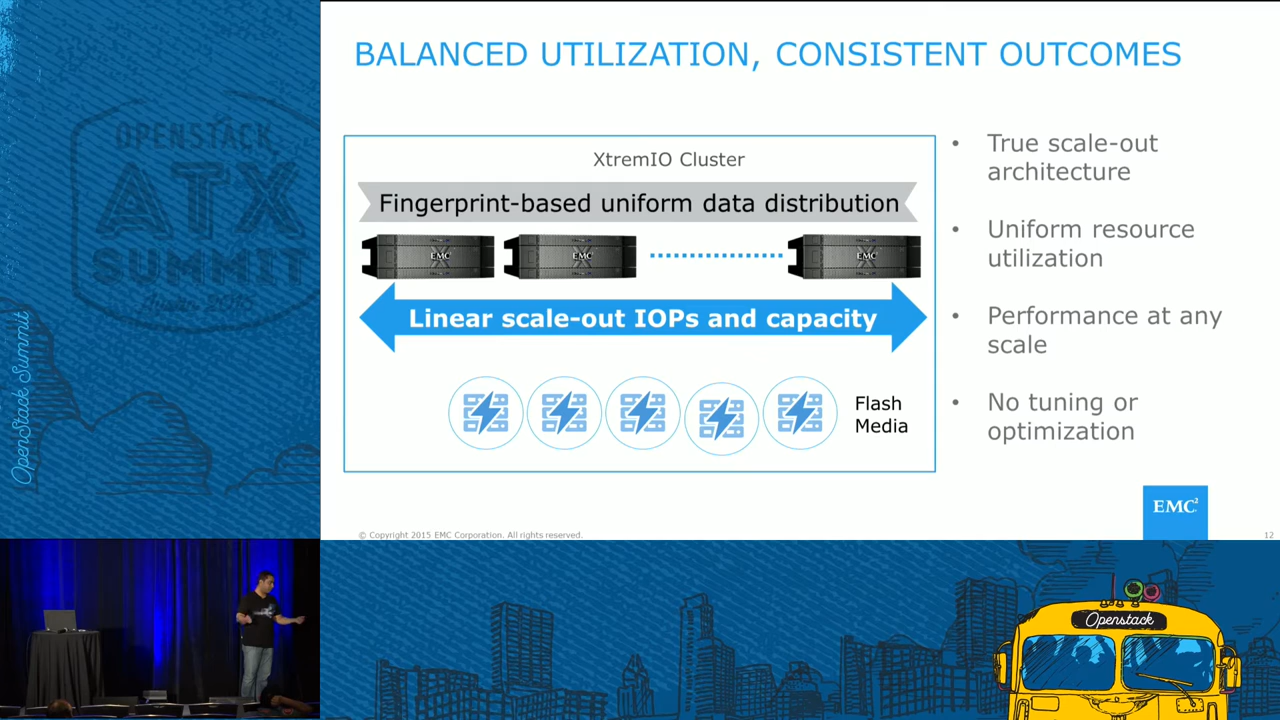 BALANCED UTILIZATION, CONSISTENT OUTCOMES
XtremIO Cluster
Fingerprint-based uniform data distribution
EMC
EMC
EMC
Linear scale-out IOPs and capacity
Flash
Media
• True scale-out
architecture
• Uniform resource
utilization
• Performance at any
scale
• No tuning or
optimization
EMC²
© Copyright 2015 EMC Corporation. All rights reserved.
12
OPENSTACK
ATX
SUMMIT
OpenStack Summit
Openstack